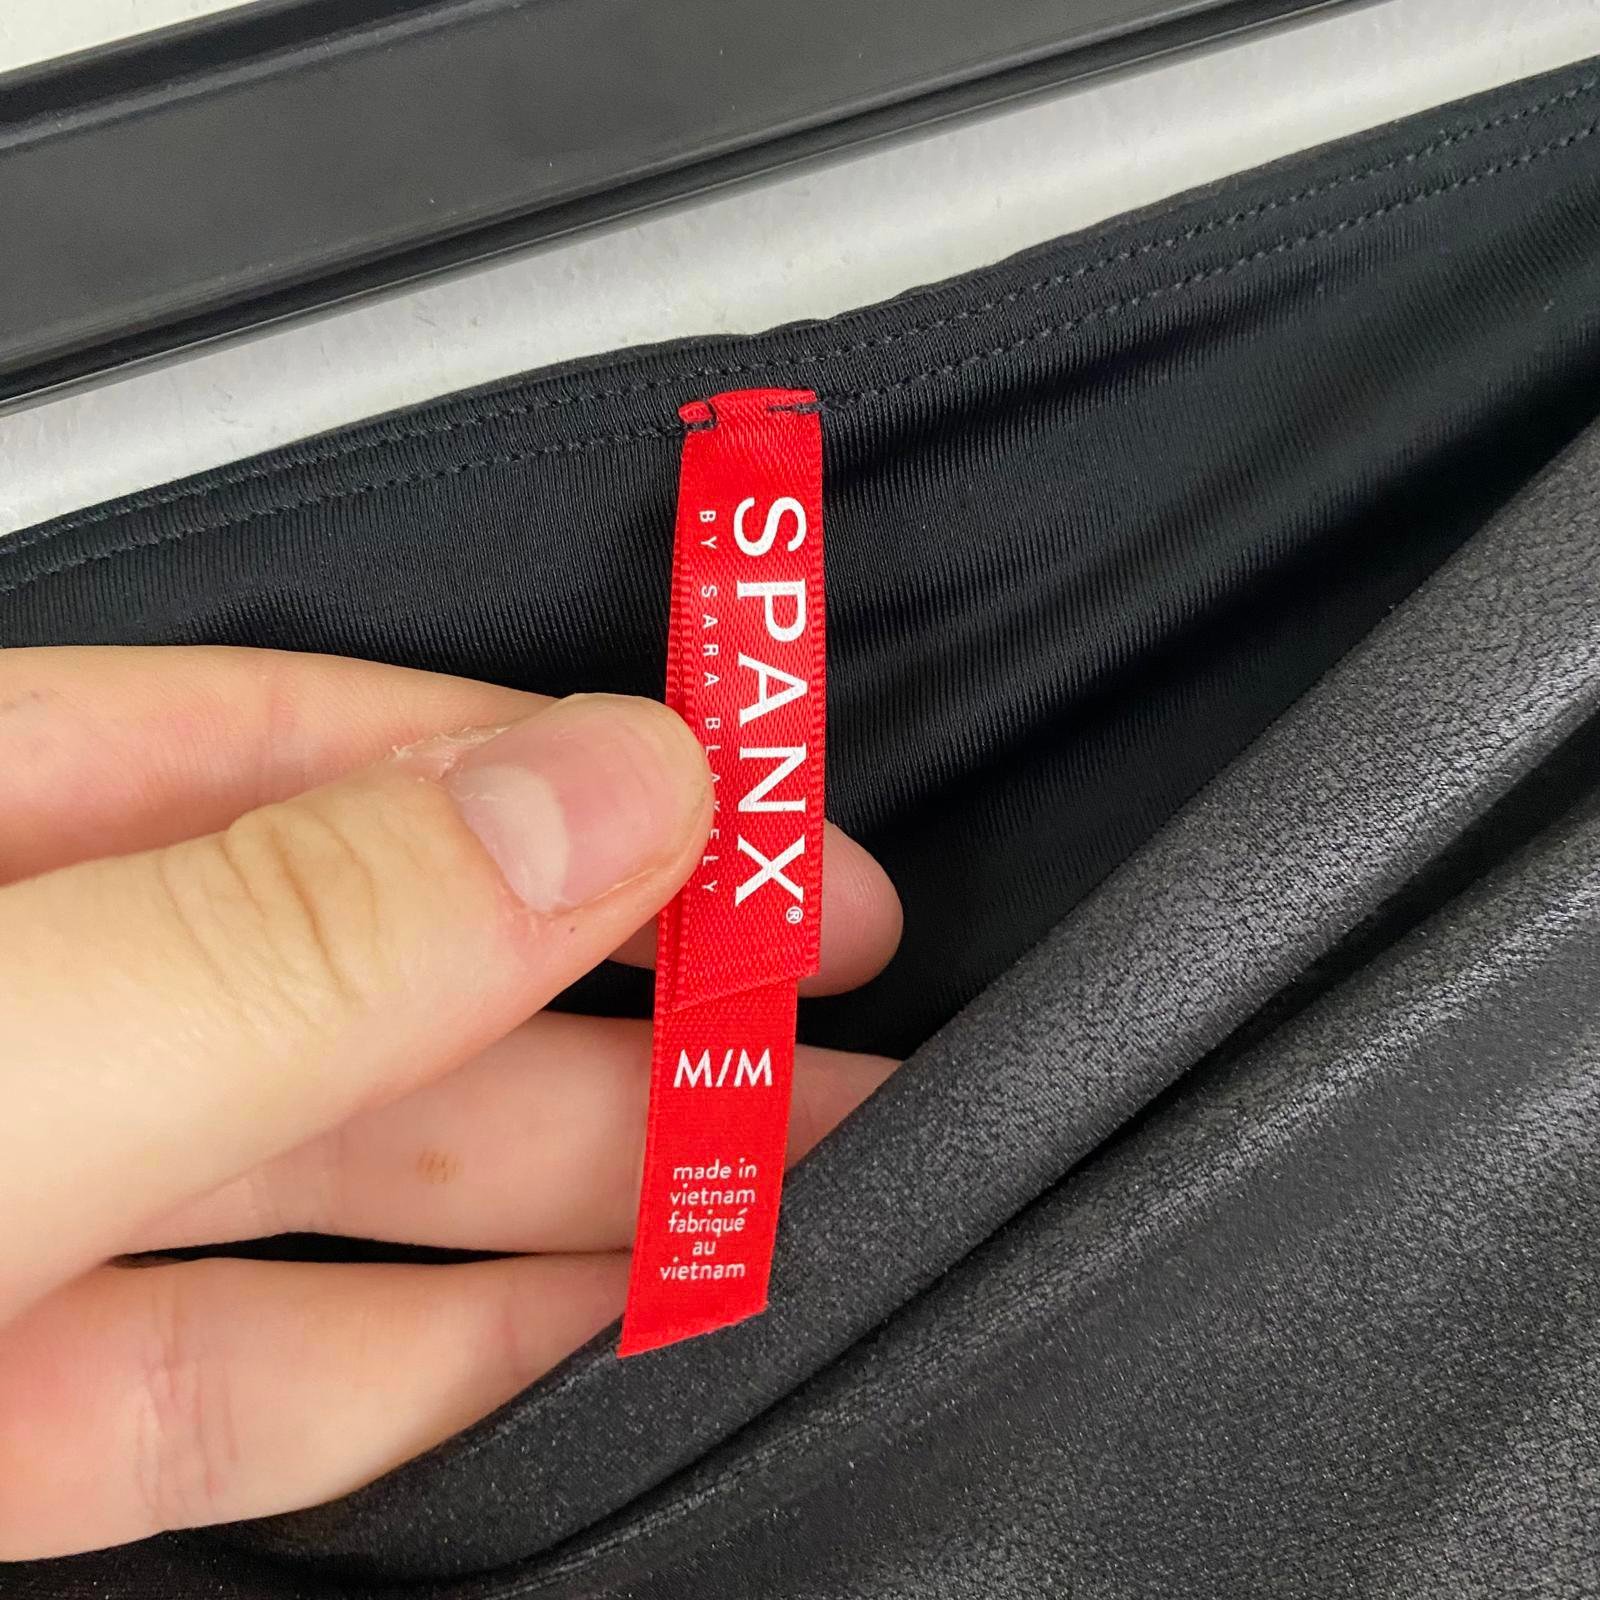 SPANX®
BY SARA BLAKELY
M/M
made in
vietnam
fabriqué
au
vietnam